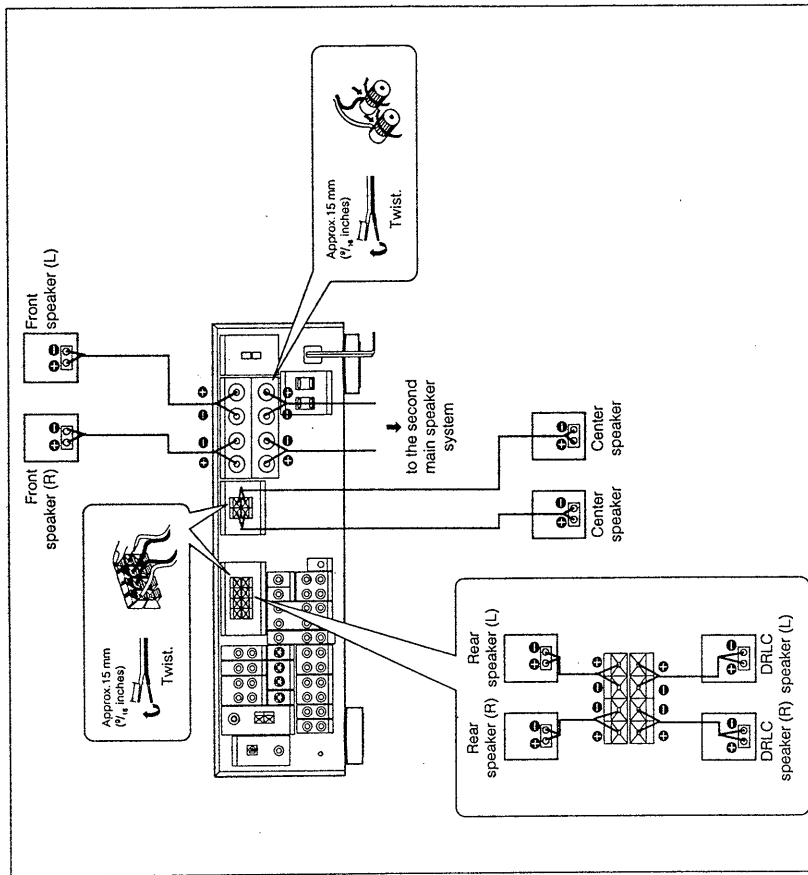 Approx.15 mm
(⁹/₁₆ inches)
Twist.
Front
speaker (R)
Front
speaker (L)
Approx.15 mm
(⁹/₁₆ inches)
Twist.
to the second
main speaker
system
Center
speaker
Center
speaker
Rear
speaker (R)
Rear
speaker (L)
DRLC
speaker (R)
DRLC
speaker (L)